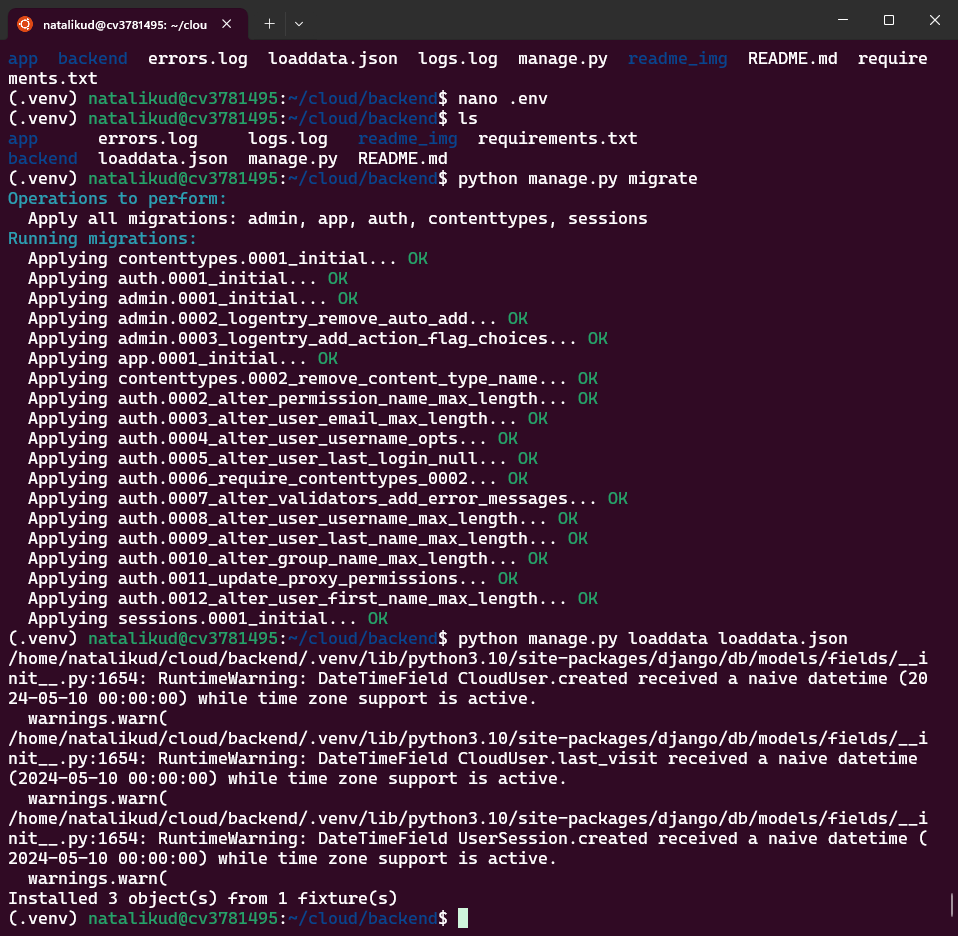 natalikud@cv3781495: ~/clou
app  backend  errors.log  loaddata.json  logs.log  manage.py  readme_img  README.md  require
ments.txt
(.venv) natalikud@cv3781495:~/cloud/backend$ nano .env
(.venv) natalikud@cv3781495:~/cloud/backend$ ls
app      errors.log     logs.log   readme_img  requirements.txt
backend  loaddata.json  manage.py  README.md
(.venv) natalikud@cv3781495:~/cloud/backend$ python manage.py migrate
Operations to perform:
  Apply all migrations: admin, app, auth, contenttypes, sessions
Running migrations:
  Applying contenttypes.0001_initial... OK
  Applying auth.0001_initial... OK
  Applying admin.0001_initial... OK
  Applying admin.0002_logentry_remove_auto_add... OK
  Applying admin.0003_logentry_add_action_flag_choices... OK
  Applying app.0001_initial... OK
  Applying contenttypes.0002_remove_content_type_name... OK
  Applying auth.0002_alter_permission_name_max_length... OK
  Applying auth.0003_alter_user_email_max_length... OK
  Applying auth.0004_alter_user_username_opts... OK
  Applying auth.0005_alter_user_last_login_null... OK
  Applying auth.0006_require_contenttypes_0002... OK
  Applying auth.0007_alter_validators_add_error_messages... OK
  Applying auth.0008_alter_user_username_max_length... OK
  Applying auth.0009_alter_user_last_name_max_length... OK
  Applying auth.0010_alter_group_name_max_length... OK
  Applying auth.0011_update_proxy_permissions... OK
  Applying auth.0012_alter_user_first_name_max_length... OK
  Applying sessions.0001_initial... OK
(.venv) natalikud@cv3781495:~/cloud/backend$ python manage.py loaddata loaddata.json
/home/natalikud/cloud/backend/.venv/lib/python3.10/site-packages/django/db/models/fields/__i
nit__.py:1654: RuntimeWarning: DateTimeField CloudUser.created received a naive datetime (20
24-05-10 00:00:00) while time zone support is active.
  warnings.warn(
/home/natalikud/cloud/backend/.venv/lib/python3.10/site-packages/django/db/models/fields/__i
nit__.py:1654: RuntimeWarning: DateTimeField CloudUser.last_visit received a naive datetime
(2024-05-10 00:00:00) while time zone support is active.
  warnings.warn(
/home/natalikud/cloud/backend/.venv/lib/python3.10/site-packages/django/db/models/fields/__i
nit__.py:1654: RuntimeWarning: DateTimeField UserSession.created received a naive datetime (
2024-05-10 00:00:00) while time zone support is active.
  warnings.warn(
Installed 3 object(s) from 1 fixture(s)
(.venv) natalikud@cv3781495:~/cloud/backend$